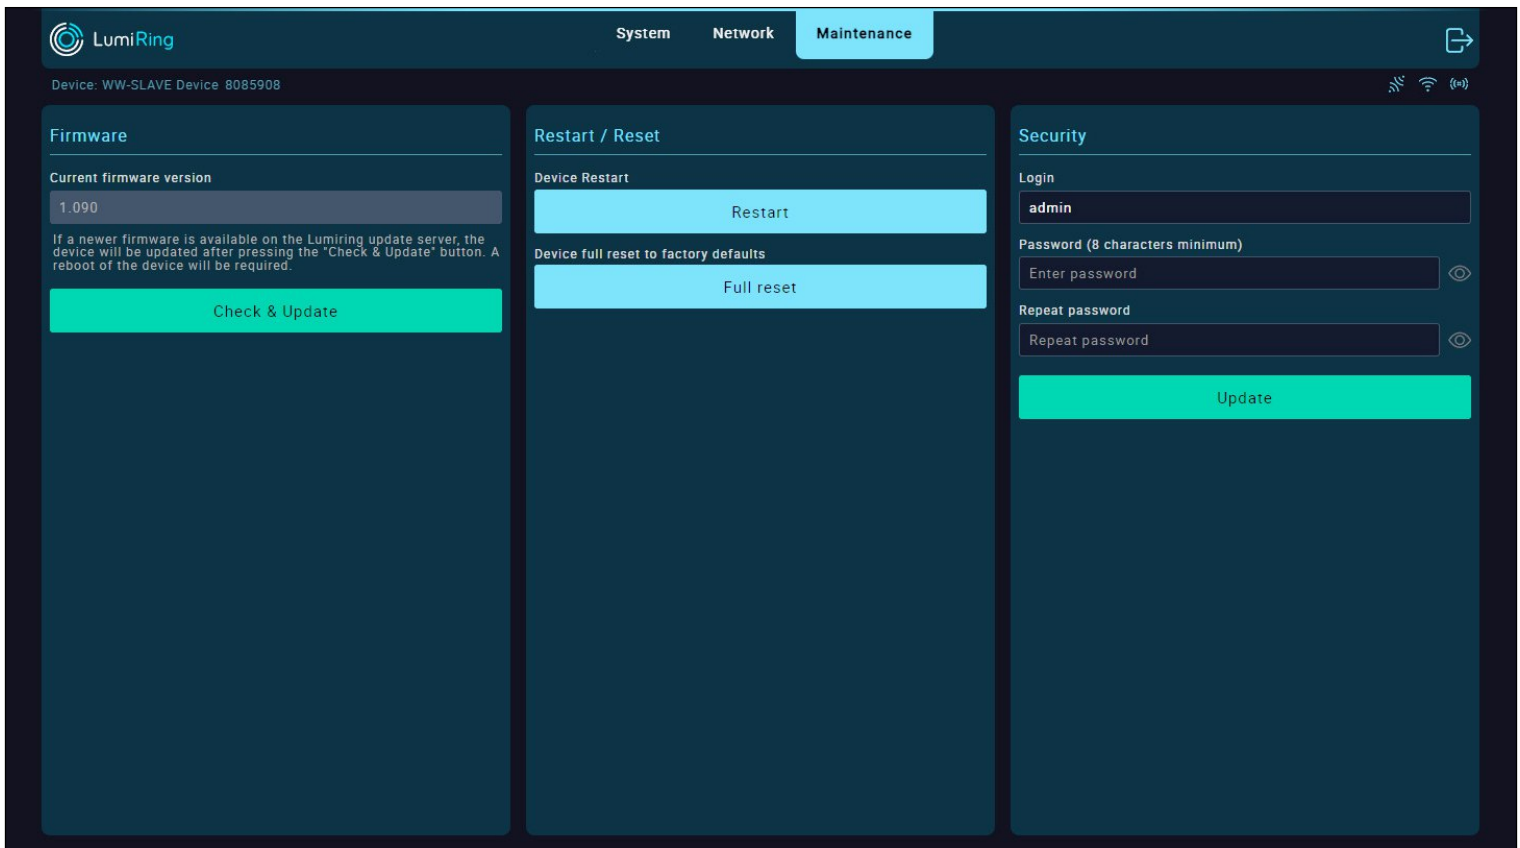 LumiRing
System
Network
Maintenance
Device: WW-SLAVE Device 8085908
Firmware
Current firmware version
1.090
If a newer firmware is available on the Lumiring update server, the
device will be updated after pressing the "Check & Update" button. A
reboot of the device will be required.
Check & Update
Restart / Reset
Device Restart
Restart
Device full reset to factory defaults
Full reset
Security
Login
admin
Password (8 characters minimum)
Enter password
Repeat password
Repeat password
Update